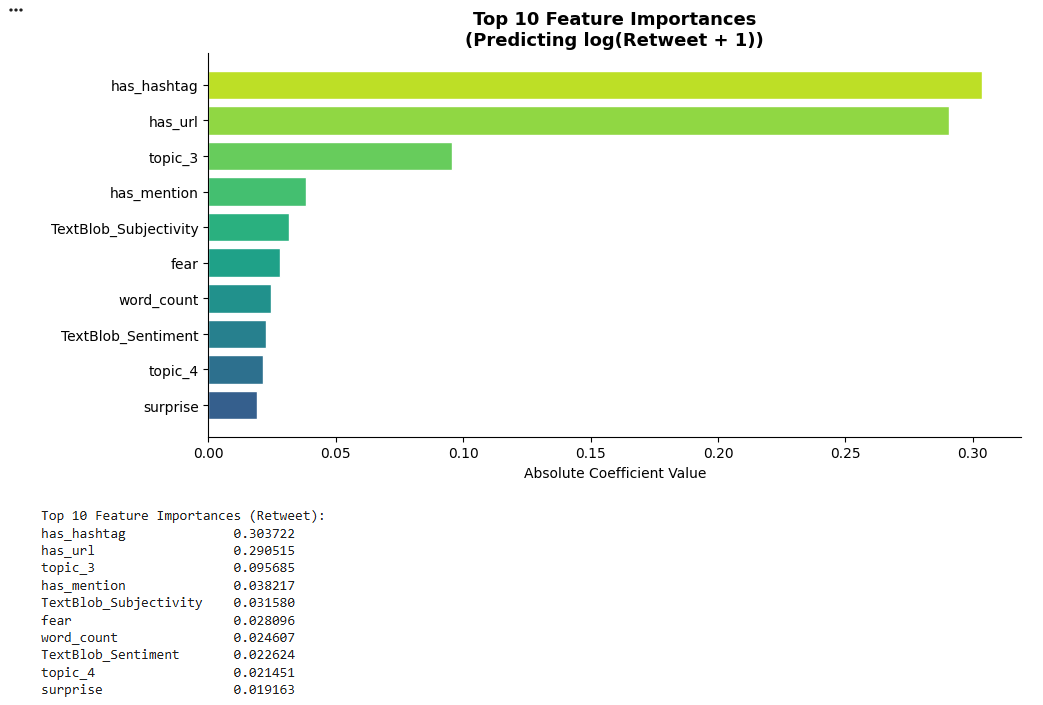 ...
Top 10 Feature Importances
(Predicting log(Retweet + 1))
has_hashtag
has_url
topic_3
has_mention
TextBlob_Subjectivity
fear
word_count
TextBlob_Sentiment
topic_4
surprise
0.00 0.05 0.10 0.15 0.20 0.25 0.30
Absolute Coefficient Value
Top 10 Feature Importances (Retweet):
has_hashtag 0.303722
has_url 0.290515
topic_3 0.095685
has_mention 0.038217
TextBlob_Subjectivity 0.031580
fear 0.028096
word_count 0.024607
TextBlob_Sentiment 0.022624
topic_4 0.021451
surprise 0.019163